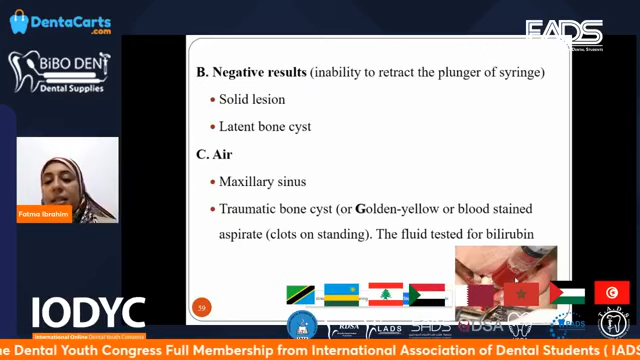 DentaCarts
.com
BiBO DENT
Dental Supplies
EADS
B. Negative results (inability to retract the plunger of syringe)
• Solid lesion
• Latent bone cyst
C. Air
• Maxillary sinus
• Traumatic bone cyst (or Golden-yellow or blood stained
aspirate (clots on standing). The fluid tested for bilirubin
Fatma Ibrahim
59
IODYC
International Online Dental Youth Congress
LADS
ne Dental Youth Congress Full Membership from International Association of Dental Students ( IAD